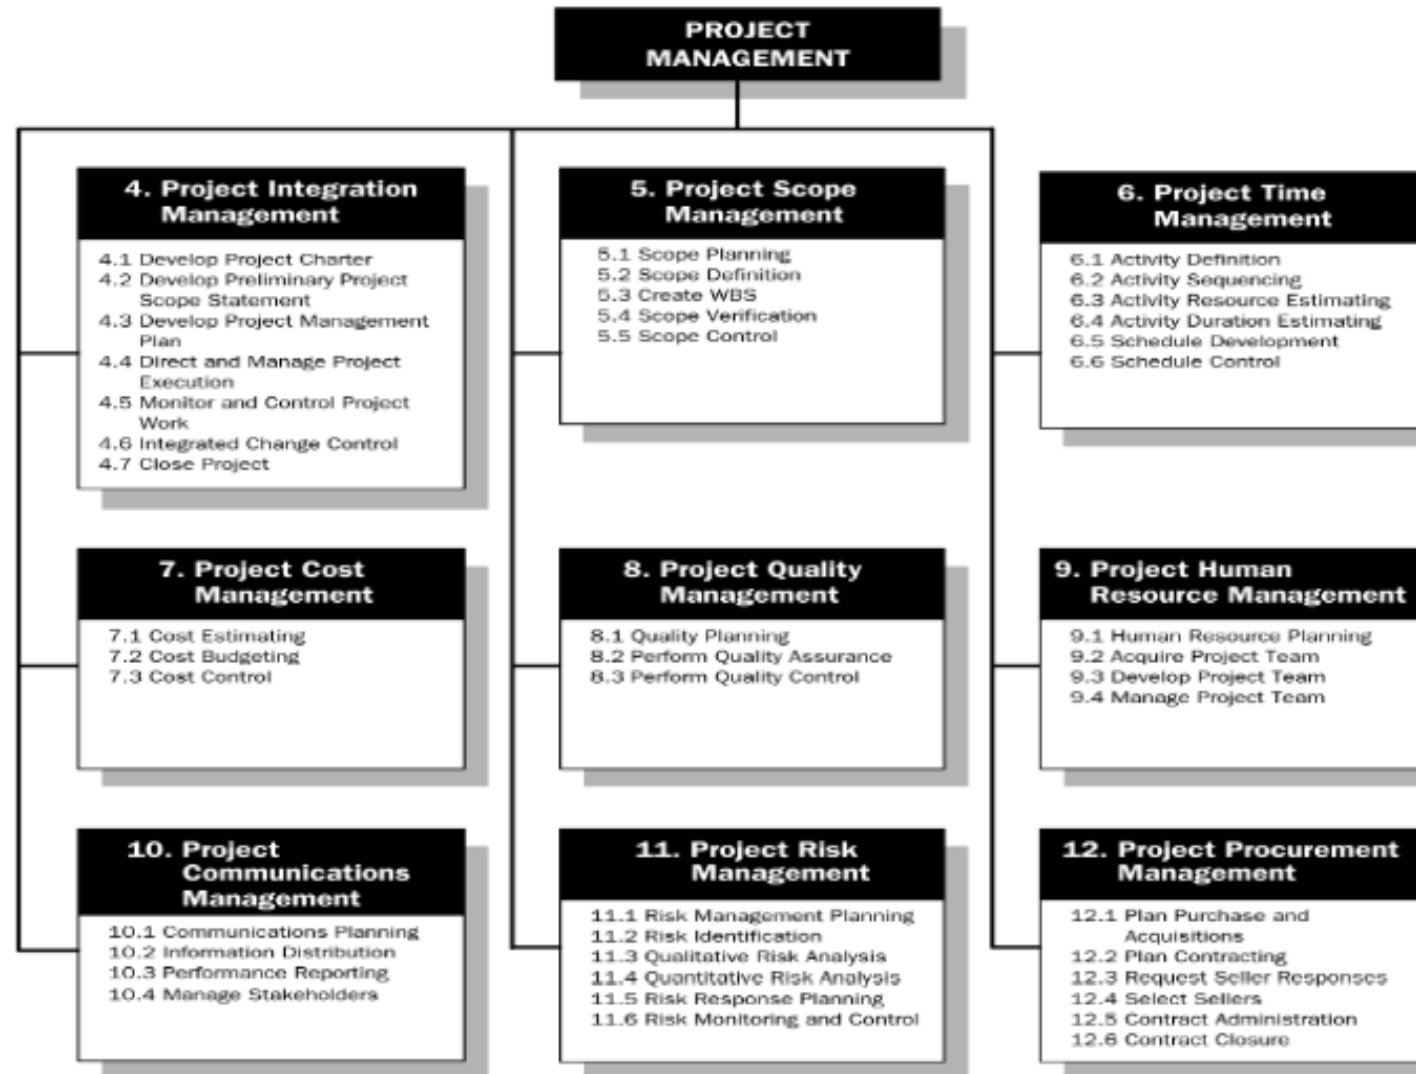 PROJECT
MANAGEMENT
4. Project Integration
Management
4.1 Develop Project Charter
4.2 Develop Preliminary Project
Scope Statement
4.3 Develop Project Management
Plan
4.4 Direct and Manage Project
Execution
4.5 Monitor and Control Project
Work
4.6 Integrated Change Control
4.7 Close Project
5. Project Scope
Management
5.1 Scope Planning
5.2 Scope Definition
5.3 Create WBS
5.4 Scope Verification
5.5 Scope Control
6. Project Time
Management
6.1 Activity Definition
6.2 Activity Sequencing
6.3 Activity Resource Estimating
6.4 Activity Duration Estimating
6.5 Schedule Development
6.6 Schedule Control
7. Project Cost
Management
7.1 Cost Estimating
7.2 Cost Budgeting
7.3 Cost Control
8. Project Quality
Management
8.1 Quality Planning
8.2 Perform Quality Assurance
8.3 Perform Quality Control
9. Project Human
Resource Management
9.1 Human Resource Planning
9.2 Acquire Project Team
9.3 Develop Project Team
9.4 Manage Project Team
10. Project
Communications
Management
10.1 Communications Planning
10.2 Information Distribution
10.3 Performance Reporting
10.4 Manage Stakeholders
11. Project Risk
Management
11.1 Risk Management Planning
11.2 Risk Identification
11.3 Qualitative Risk Analysis
11.4 Quantitative Risk Analysis
11.5 Risk Response Planning
11.6 Risk Monitoring and Control
12. Project Procurement
Management
12.1 Plan Purchase and
Acquisitions
12.2 Plan Contracting
12.3 Request Seller Responses
12.4 Select Sellers
12.5 Contract Administration
12.6 Contract Closure